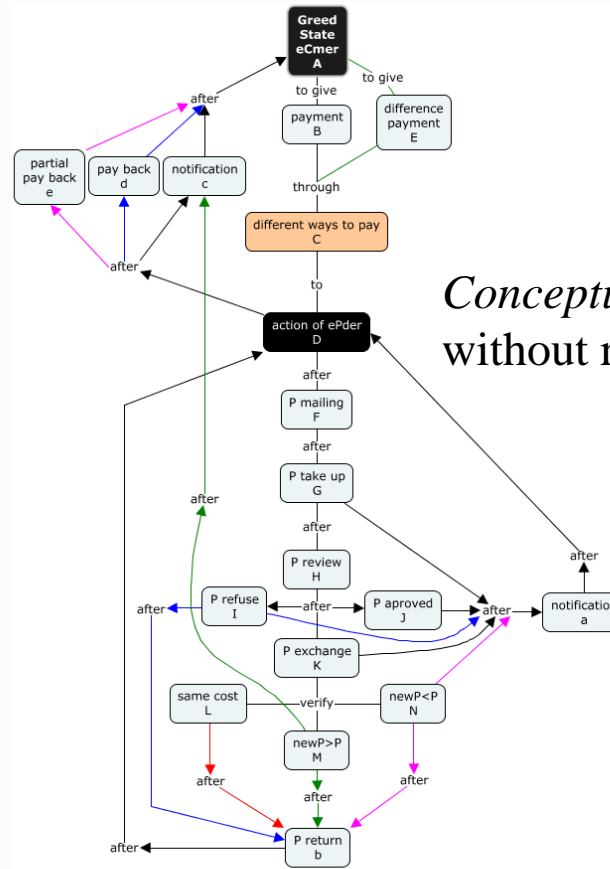 Greed
State
eCmer
A
to give
to give
payment
B
difference
payment
E
after
partial
pay back
e
pay back
d
notification
c
through
different ways to pay
C
after
to
action of ePder
D
without
after
P mailing
F
after
P take up
G
after
after
P review
H
after
after
P refuse
I
after
P aproved
J
after
P exchange
K
same cost
L
verify
newP<P
N
newP>P
M
after
after
after
P return
b
after
a